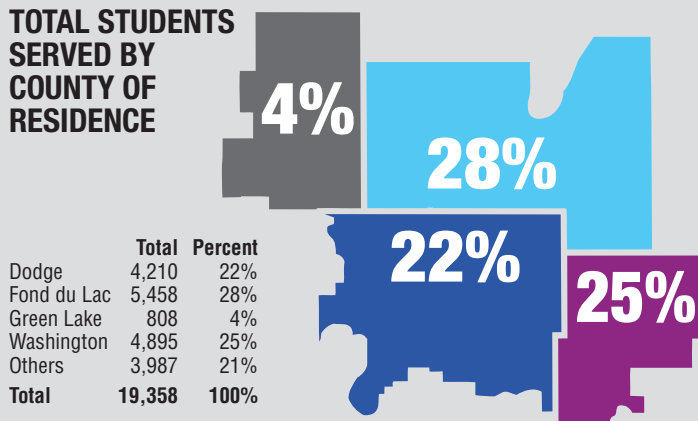 TOTAL STUDENTS
SERVED BY
COUNTY OF
RESIDENCE
4%
28%
22%
25%
Total Percent
Dodge 4,210 22%
Fond du Lac 5,458 28%
Green Lake 808 4%
Washington 4,895 25%
Others 3,987 21%
Total 19,358 100%